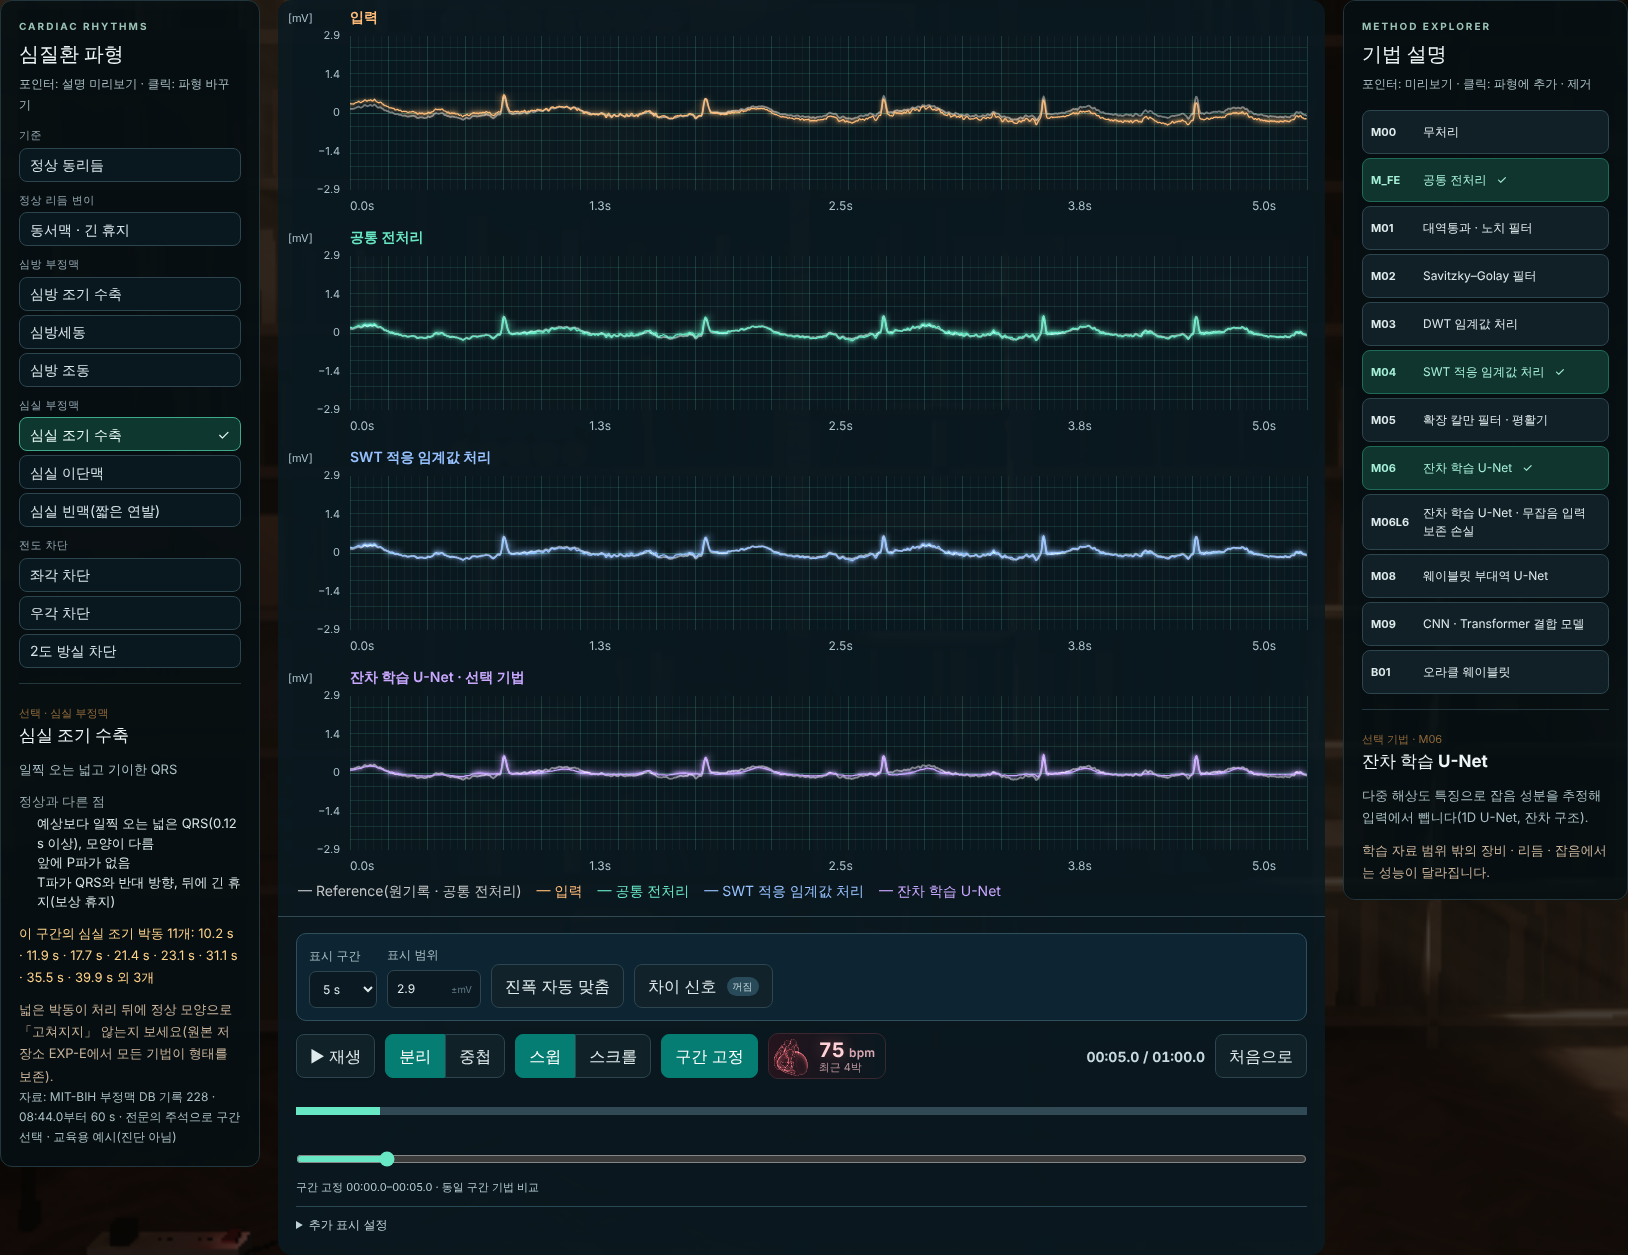 CARDIAC RHYTHMS
심질환 파형
포인터: 설명 미리보기 · 클릭: 파형 바꾸
기
기준
정상 동리듬
정상 리듬 변이
동서맥 · 긴 휴지
심방 부정맥
심방 조기 수축
심방세동
심방 조동
심실 부정맥
심실 조기 수축 ✓
심실 이단맥
심실 빈맥(짧은 연발)
전도 차단
좌각 차단
우각 차단
2도 방실 차단
선택 · 심실 부정맥
심실 조기 수축
일찍 오는 넓고 기이한 QRS
정상과 다른 점
예상보다 일찍 오는 넓은 QRS(0.12
s 이상), 모양이 다름
앞에 P파가 없음
T파가 QRS와 반대 방향, 뒤에 긴 휴
지(보상 휴지)
이 구간의 심실 조기 박동 11개: 10.2 s
· 11.9 s · 17.7 s · 21.4 s · 23.1 s · 31.1 s
· 35.5 s · 39.9 s 외 3개
넓은 박동이 처리 뒤에 정상 모양으로
「고쳐지지」 않는지 보세요(원본 저
장소 EXP-E에서 모든 기법이 형태를
보존).
자료: MIT-BIH 부정맥 DB 기록 228 ·
08:44.0부터 60 s · 전문의 주석으로 구간
선택 · 교육용 예시(진단 아님)
[mV] 입력
2.9
1.4
0
−1.4
−2.9
0.0s 1.3s 2.5s 3.8s 5.0s
[mV] 공통 전처리
2.9
1.4
0
−1.4
−2.9
0.0s 1.3s 2.5s 3.8s 5.0s
[mV] SWT 적응 임계값 처리
2.9
1.4
0
−1.4
−2.9
0.0s 1.3s 2.5s 3.8s 5.0s
[mV] 잔차 학습 U-Net · 선택 기법
2.9
1.4
0
−1.4
−2.9
0.0s 1.3s 2.5s 3.8s 5.0s
— Reference(원기록 · 공통 전처리) — 입력 — 공통 전처리 — SWT 적응 임계값 처리 — 잔차 학습 U-Net
표시 구간 표시 범위
5 s 2.9 ±mV 진폭 자동 맞춤 차이 신호 꺼짐
▶ 재생 분리 중첩 스윕 스크롤 구간 고정 75 bpm 00:05.0 / 01:00.0 처음으로
최근 4박
구간 고정 00:00.0–00:05.0 · 동일 구간 기법 비교
▶ 추가 표시 설정
METHOD EXPLORER
기법 설명
포인터: 미리보기 · 클릭: 파형에 추가 · 제거
M00 무처리
M_FE 공통 전처리 ✓
M01 대역통과 · 노치 필터
M02 Savitzky–Golay 필터
M03 DWT 임계값 처리
M04 SWT 적응 임계값 처리 ✓
M05 확장 칼만 필터 · 평활기
M06 잔차 학습 U-Net ✓
M06L6 잔차 학습 U-Net · 무잡음 입력
보존 손실
M08 웨이블릿 부대역 U-Net
M09 CNN · Transformer 결합 모델
B01 오라클 웨이블릿
선택 기법 · M06
잔차 학습 U-Net
다중 해상도 특징으로 잡음 성분을 추정해
입력에서 뺍니다(1D U-Net, 잔차 구조).
학습 자료 범위 밖의 장비 · 리듬 · 잡음에서
는 성능이 달라집니다.